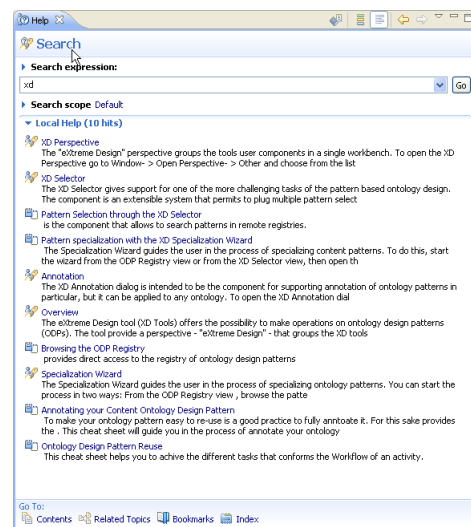 Help
Search
Search expression:
xd
Go
Search scope Default
Local Help (10 hits)
XD Perspective
The "eXtreme Design" perspective groups the tools user components in a single workbench. To open the XD
Perspective go to Window- > Open Perspective- > Other and choose from the list
XD Selector
The XD Selector gives support for one of the more challenging tasks of the pattern based ontology design.
The component is an extensible system that permits to plug multiple pattern select
Pattern Selection through the XD Selector
is the component that allows to search patterns in remote registries.
Pattern specialization with the XD Specialization Wizard
The Specialization Wizard guides the user in the process of specializing content patterns. To do this, start
the wizard from the ODP Registry view or from the XD Selector view, then open th
Annotation
The XD Annotation dialog is intended to be the component for supporting annotation of ontology patterns in
particular, but it can be applied to any ontology. To open the XD Annotation dial
Overview
The eXtreme Design tool (XD Tools) offers the possibility to make operations on ontology design patterns
(ODPs). The tool provide a perspective - "eXtreme Design" - that groups the XD tools
Browsing the ODP Registry
provides direct access to the registry of ontology design patterns
Specialization Wizard
The Specialization Wizard guides the user in the process of specializing ontology patterns. You can start the
process in two ways: From the ODP Registry view , browse the patte
Annotating your Content Ontology Design Pattern
To make your ontology pattern easy to re-use is a good practice to fully anntoate it. For this sake provides
the . This cheat sheet will guide you in the process of annotate your ontology
Ontology Design Pattern Reuse
This cheat sheet helps you to achive the different tasks that conforms the Workflow of an activity.
Go To:
Contents Related Topics Bookmarks Index